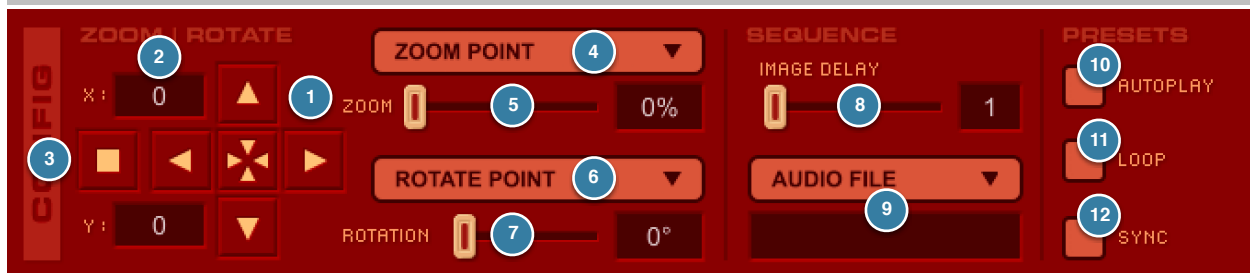 CONFIG
ZOOM / ROTATE
2
X: 0
1
3
Y: 0
ZOOM POINT 4
ZOOM 5 0%
ROTATE POINT 6
ROTATION 7 0°
SEQUENCE
IMAGE DELAY
8 1
AUDIO FILE
9
PRESETS
10
AUTOPLAY
11
LOOP
12
SYNC